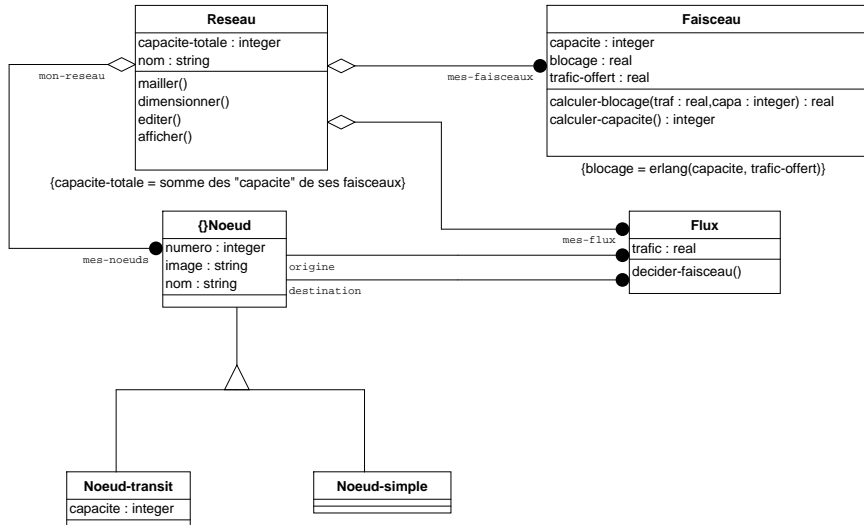 Reseau
capacite-totale : integer
nom : string
mailler()
dimensionner()
editer()
afficher()
mon-reseau
{capacite-totale = somme des "capacite" de ses faisceaux}
Faisceau
capacite : integer
blocage : real
trafic-offert : real
calculer-blocage(traf : real,capa : integer) : real
calculer-capacite() : integer
mes-faisceaux
{blocage = erlang(capacite, trafic-offert)}
{}Noeud
numero : integer
image : string
nom : string
mes-noeuds
origine
destination
mes-flux
Flux
trafic : real
decider-faisceau()
Noeud-transit
capacite : integer
Noeud-simple